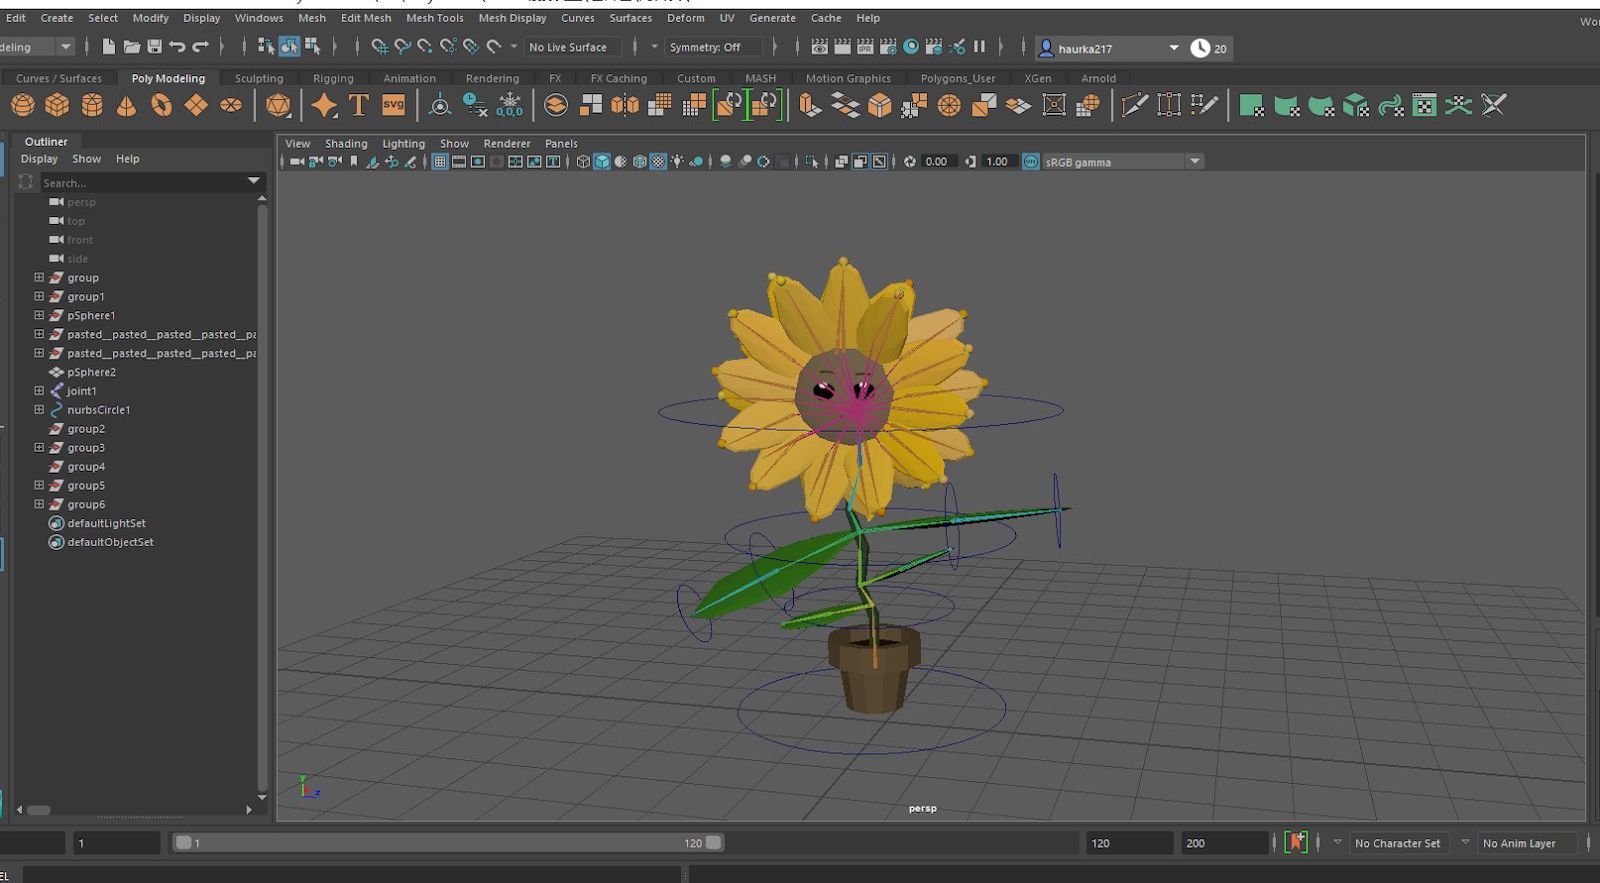 Edit Create Select Modify Display Windows Mesh Edit Mesh Mesh Tools Mesh Display Curves Surfaces Deform UV Generate Cache Help
No Live Surface Symmetry: Off haurka217 20
Curves / Surfaces Poly Modeling Sculpting Rigging Animation Rendering FX FX Caching Custom MASH Motion Graphics Polygons_User XGen Arnold
T svg 0,0,0
Outliner
Display Show Help
Search...
persp
top
front
side
group
group1
pSphere1
pasted__pasted__pasted__pasted__pa
pasted__pasted__pasted__pasted__pa
pSphere2
joint1
nurbsCircle1
group2
group3
group4
group5
group6
defaultLightSet
defaultObjectSet
View Shading Lighting Show Renderer Panels
0.00 1.00 ON sRGB gamma
y
z
persp
1 1 120 120 200 No Character Set No Anim Layer